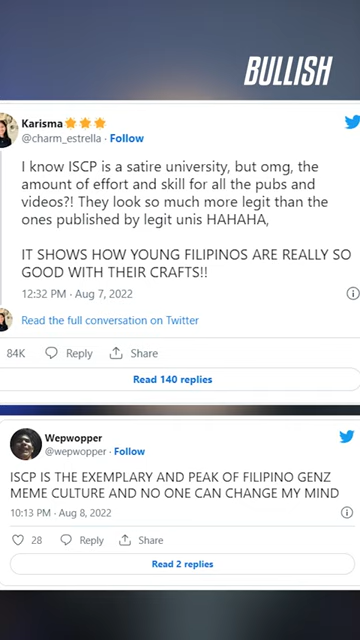 BULLISH
Karisma⭐⭐⭐
@charm_estrella · Follow
I know ISCP is a satire university, but omg, the
amount of effort and skill for all the pubs and
videos?! They look so much more legit than the
ones published by legit unis HAHAHA,
IT SHOWS HOW YOUNG FILIPINOS ARE REALLY SO
GOOD WITH THEIR CRAFTS!!
12:32 PM · Aug 7, 2022
Read the full conversation on Twitter
84K Reply Share
Read 140 replies
Wepwopper
@wepwopper · Follow
ISCP IS THE EXEMPLARY AND PEAK OF FILIPINO GENZ
MEME CULTURE AND NO ONE CAN CHANGE MY MIND
10:13 PM · Aug 8, 2022
28 Reply Share
Read 2 replies